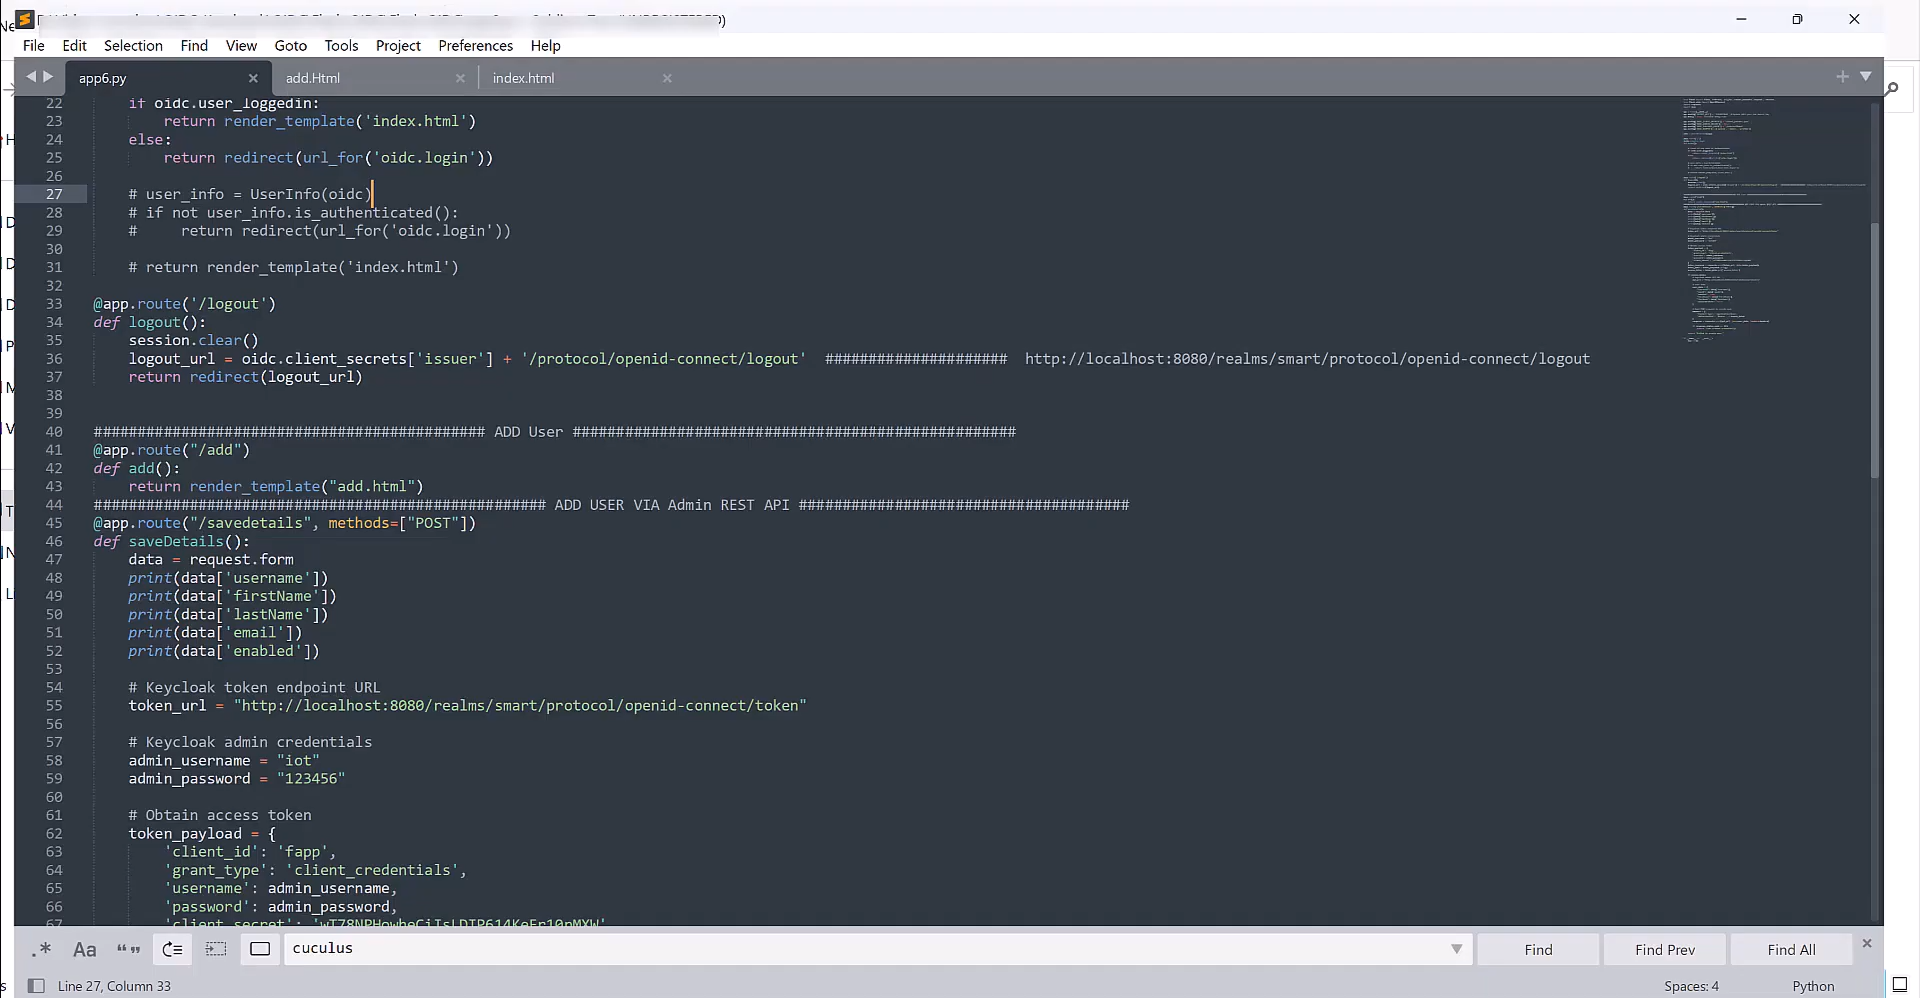 File Edit Selection Find View Goto Tools Project Preferences Help
app6.py add.Html index.html
22 if oidc.user_loggedin:
23 return render_template('index.html')
24 else:
25 return redirect(url_for('oidc.login'))
26
27 # user_info = UserInfo(oidc)
28 # if not user_info.is_authenticated():
29 #     return redirect(url_for('oidc.login'))
30
31 # return render_template('index.html')
32
33 @app.route('/logout')
34 def logout():
35 session.clear()
36 logout_url = oidc.client_secrets['issuer'] + '/protocol/openid-connect/logout'  #####################  http://localhost:8080/realms/smart/protocol/openid-connect/logout
37 return redirect(logout_url)
38
39
40 ############################################# ADD User ###################################################
41 @app.route("/add")
42 def add():
43 return render_template("add.html")
44 #################################################### ADD USER VIA Admin REST API ######################################
45 @app.route("/savedetails", methods=["POST"])
46 def saveDetails():
47 data = request.form
48 print(data['username'])
49 print(data['firstName'])
50 print(data['lastName'])
51 print(data['email'])
52 print(data['enabled'])
53
54 # Keycloak token endpoint URL
55 token_url = "http://localhost:8080/realms/smart/protocol/openid-connect/token"
56
57 # Keycloak admin credentials
58 admin_username = "iot"
59 admin_password = "123456"
60
61 # Obtain access token
62 token_payload = {
63 'client_id': 'fapp',
64 'grant_type': 'client_credentials',
65 'username': admin_username,
66 'password': admin_password,
67 'client_secret':
.* Aa “” cuculus Find Find Prev Find All
Line 27, Column 33 Spaces: 4 Python